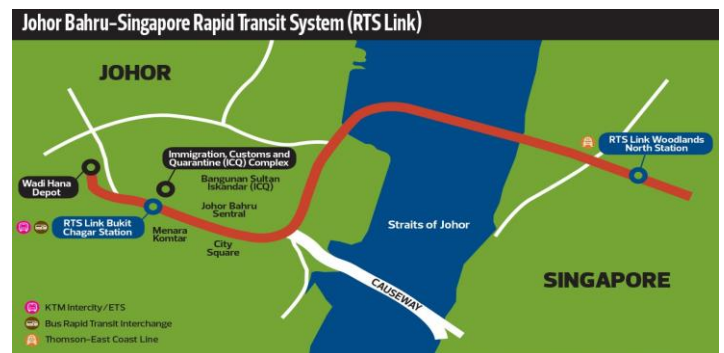 Johor Bahru–Singapore Rapid Transit System (RTS Link)
JOHOR
Immigration, Customs and
Quarantine (ICQ) Complex
Bangunan Sultan
Iskandar (ICQ)
Wadi Hana
Depot
RTS Link Bukit
Chagar Station
Johor Bahru
Sentral
Menara
Komtar
City
Square
RTS Link Woodlands
North Station
Straits of Johor
CAUSEWAY
SINGAPORE
KTM Intercity/ETS
Bus Rapid Transit Interchange
Thomson-East Coast Line